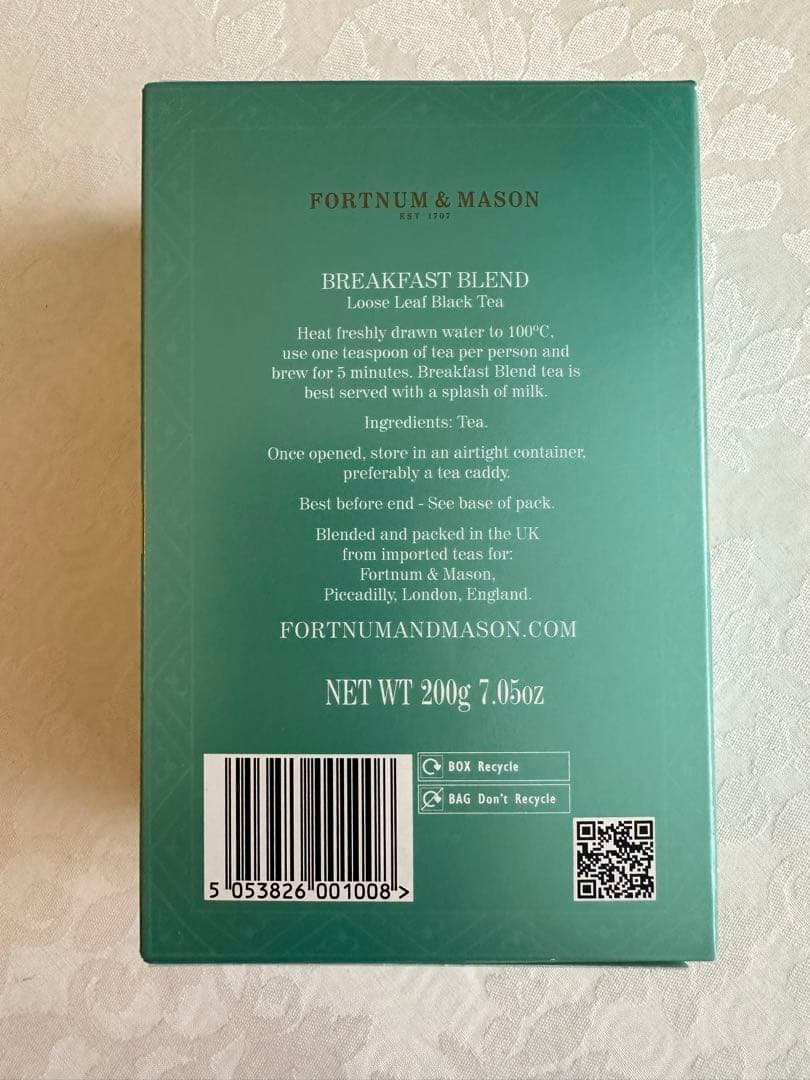 FORTNUM & MASON
EST 1707
BREAKFAST BLEND
Loose Leaf Black Tea
Heat freshly drawn water to 100ºC,
use one teaspoon of tea per person and
brew for 5 minutes. Breakfast Blend tea is
best served with a splash of milk.
Ingredients: Tea.
Once opened, store in an airtight container,
preferably a tea caddy.
Best before end - See base of pack.
Blended and packed in the UK
from imported teas for:
Fortnum & Mason,
Piccadilly, London, England.
FORTNUMANDMASON.COM
NET WT 200g 7.05oz
BOX Recycle
BAG Don't Recycle
5 053826 001008 >